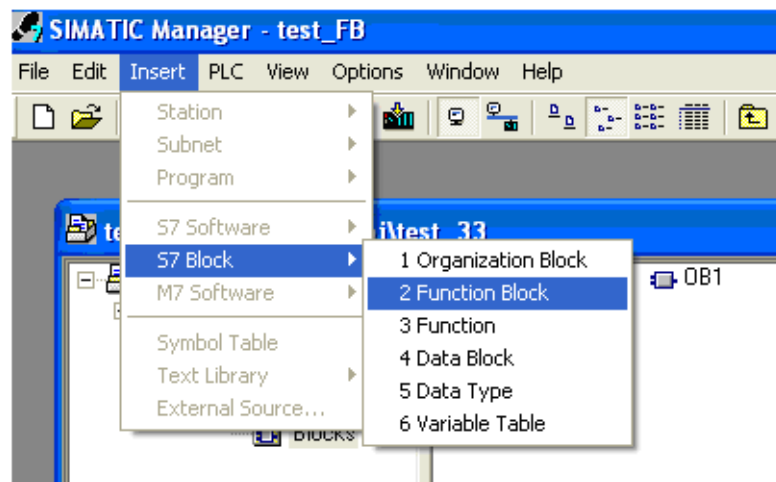 SIMATIC Manager - test_FB
File Edit Insert PLC View Options Window Help
Station
Subnet
Program
S7 Software
S7 Block
M7 Software
Symbol Table
Text Library
External Source...
test_33
1 Organization Block
2 Function Block
3 Function
4 Data Block
5 Data Type
6 Variable Table
OB1
Blocks